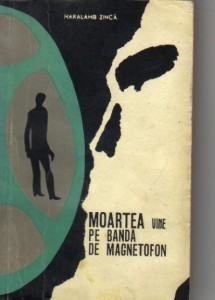 HARALAMB ZINCĂ
MOARTEA VINE
PE BANDĂ
DE MAGNETOFON